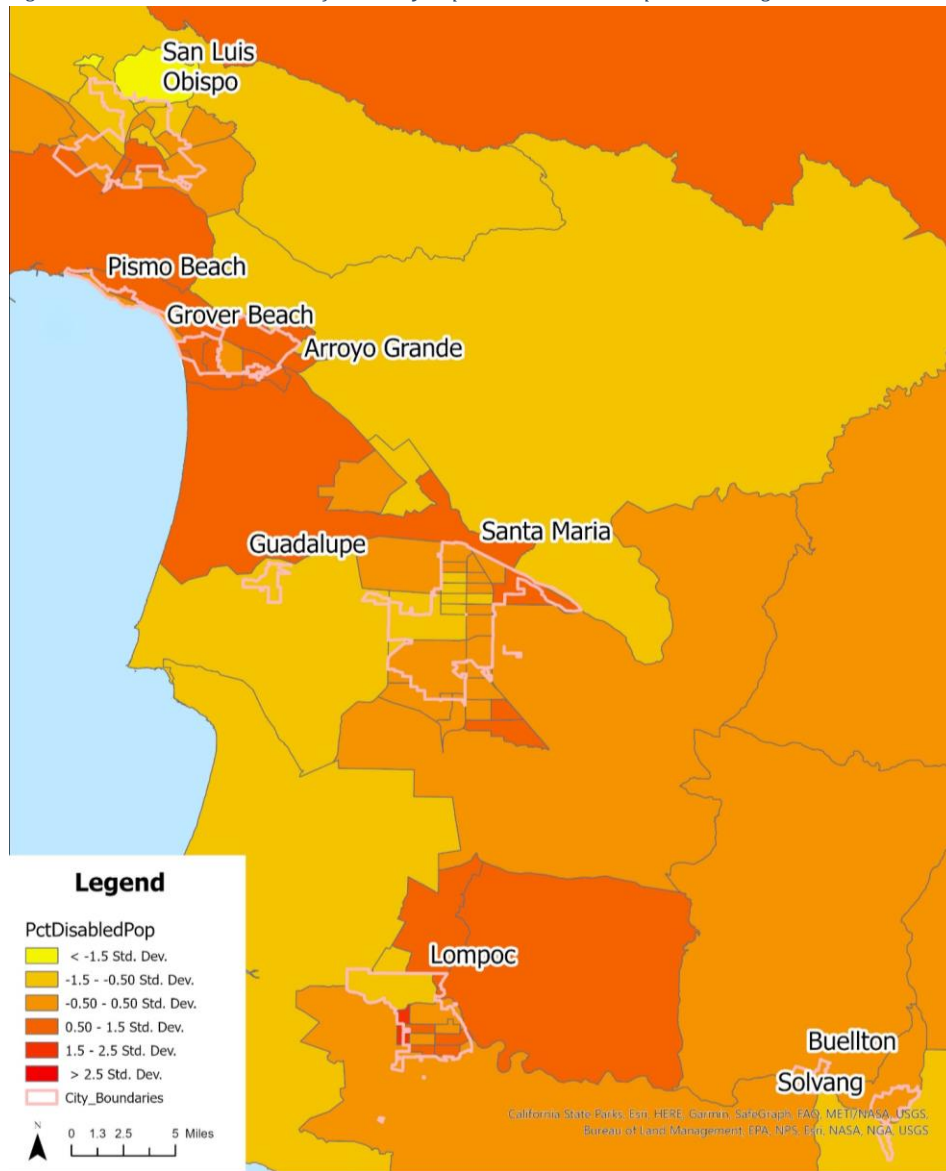 San Luis
Obispo
Pismo Beach
Grover Beach
Arroyo Grande
Santa Maria
Guadalupe
Lompoc
Buellton
Solvang
Legend
PctDisabledPop
< -1.5 Std. Dev.
-1.5 - -0.50 Std. Dev.
-0.50 - 0.50 Std. Dev.
0.50 - 1.5 Std. Dev.
1.5 - 2.5 Std. Dev.
> 2.5 Std. Dev.
City_Boundaries
N
0 1.3 2.5 5 Miles
California State Parks, Esri, HERE, Garmin, SafeGraph, FAO, METI/NASA, USGS,
Bureau of Land Management, EPA, NPS, Esri, NASA, NGA, USGS